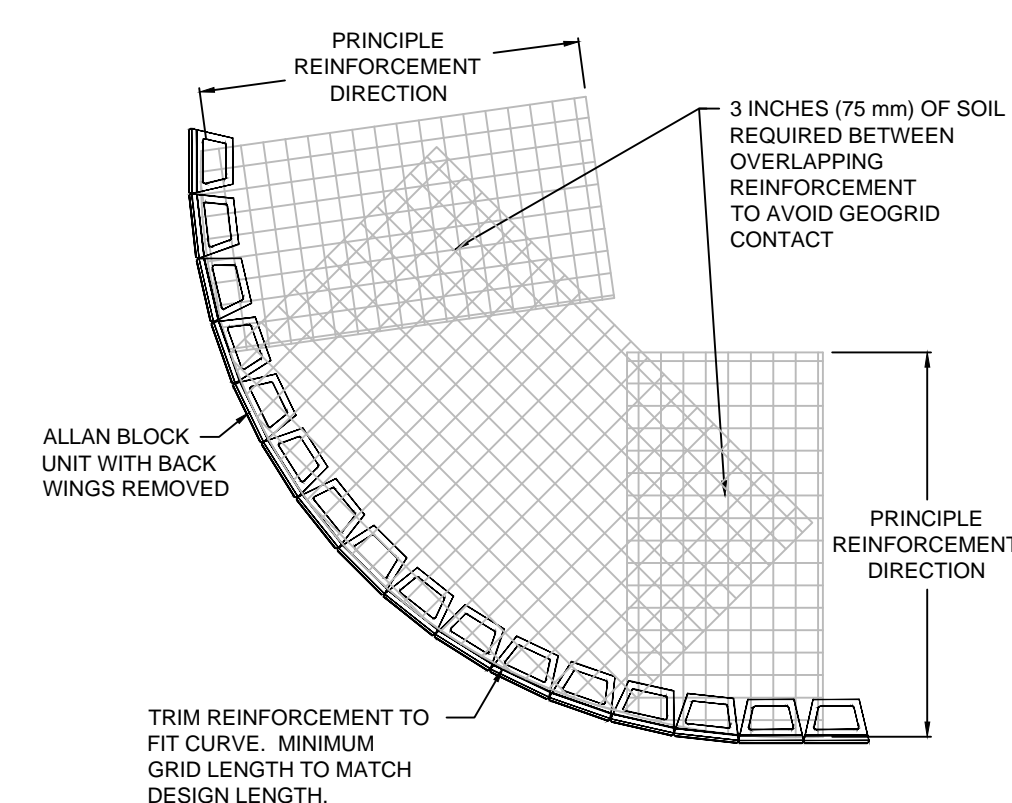 PRINCIPLE
REINFORCEMENT
DIRECTION
3 INCHES (75 mm) OF SOIL
REQUIRED BETWEEN
OVERLAPPING
REINFORCEMENT
TO AVOID GEOGRID
CONTACT
ALLAN BLOCK
UNIT WITH BACK
WINGS REMOVED
PRINCIPLE
REINFORCEMENT
DIRECTION
TRIM REINFORCEMENT TO
FIT CURVE. MINIMUM
GRID LENGTH TO MATCH
DESIGN LENGTH.